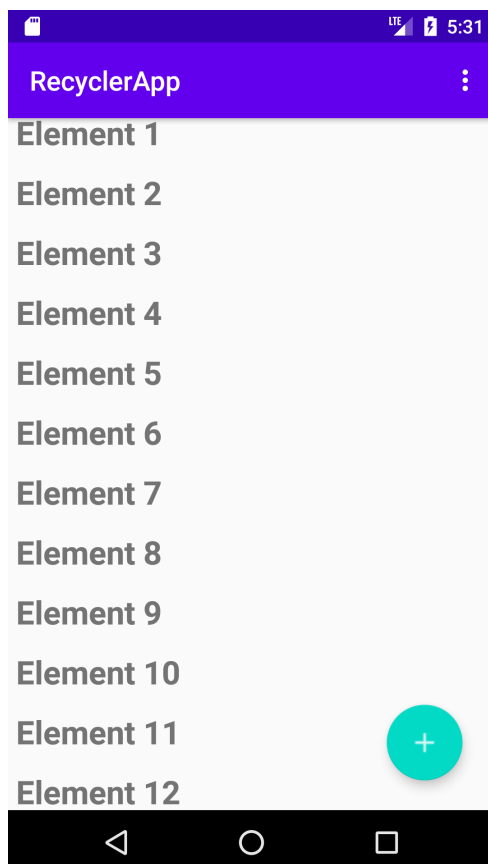 LTE 5:31
RecyclerApp
Element 1
Element 2
Element 3
Element 4
Element 5
Element 6
Element 7
Element 8
Element 9
Element 10
Element 11
Element 12